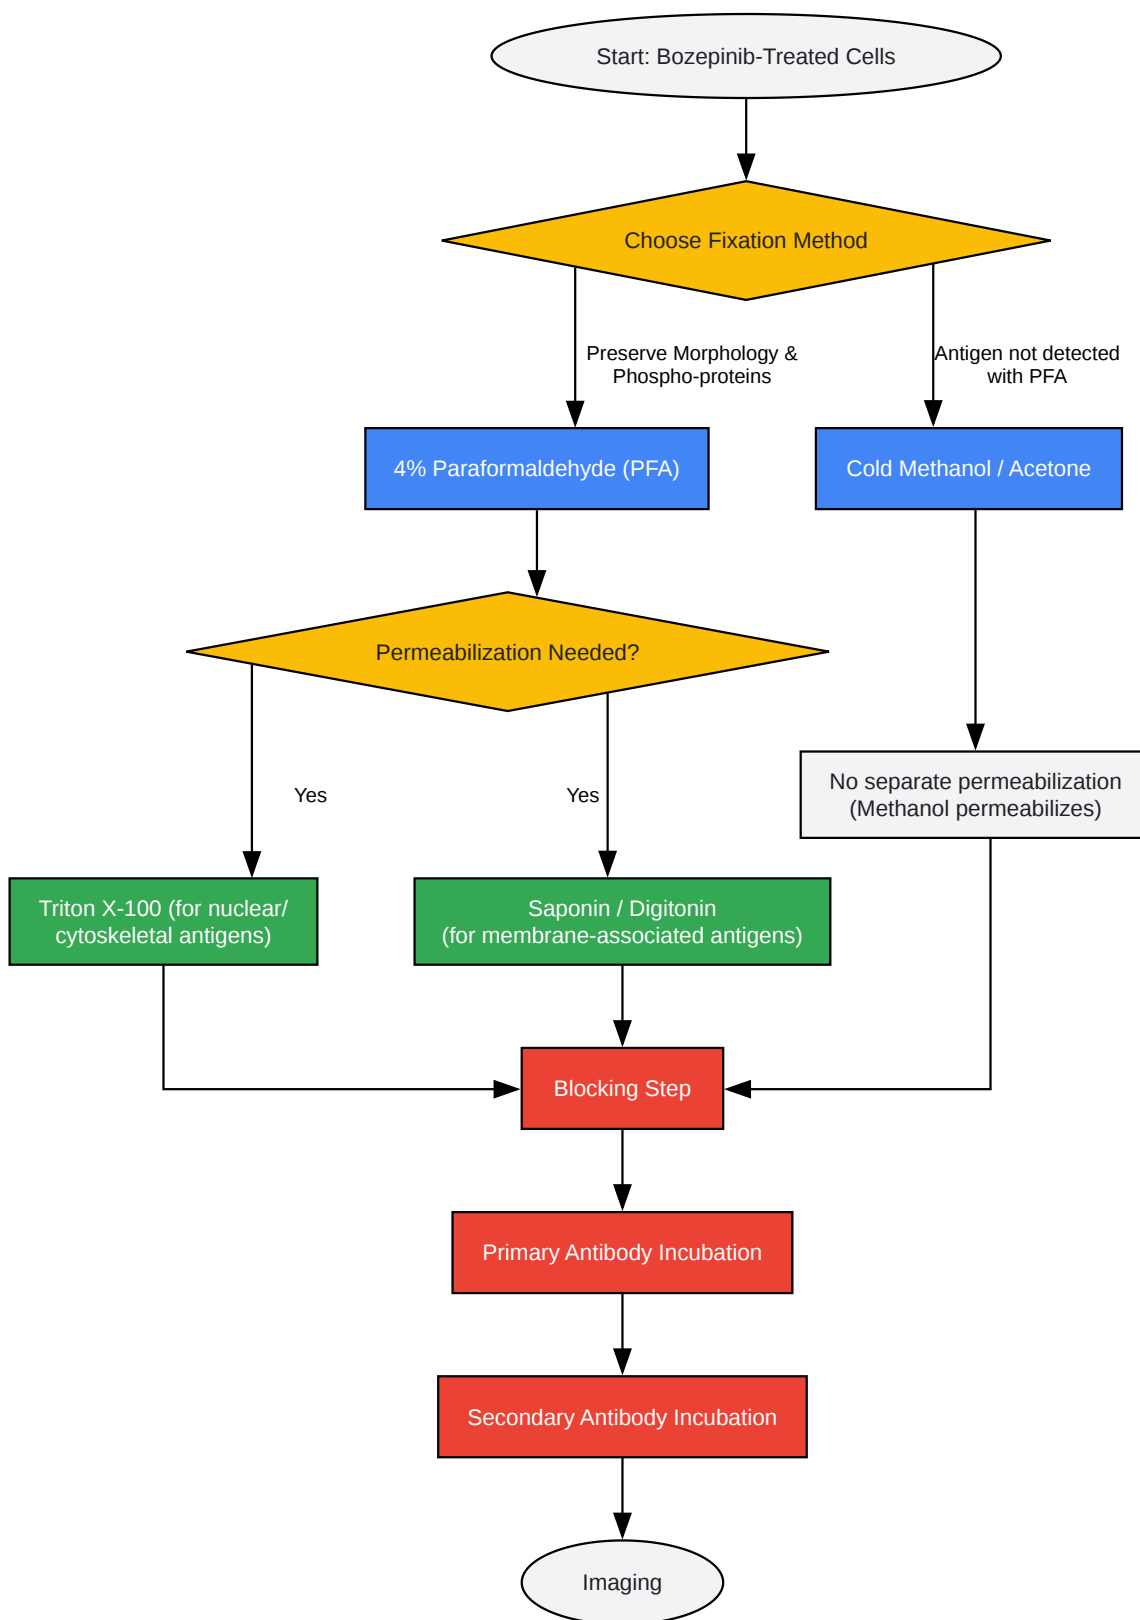 Start: Bozepinib-Treated Cells
Choose Fixation Method
Preserve Morphology &
Phospho-proteins
Antigen not detected
with PFA
4% Paraformaldehyde (PFA)
Cold Methanol / Acetone
Permeabilization Needed?
Yes
Yes
No separate permeabilization
(Methanol permeabilizes)
Triton X-100 (for nuclear/
cytoskeletal antigens)
Saponin / Digitonin
(for membrane-associated antigens)
Blocking Step
Primary Antibody Incubation
Secondary Antibody Incubation
Imaging